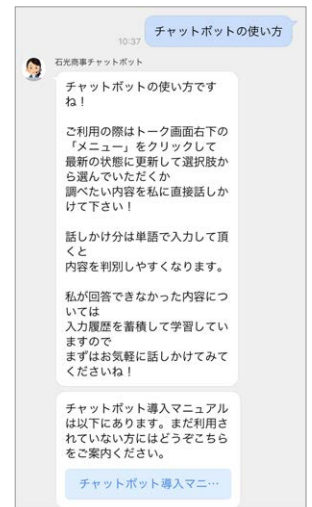 チャットボットの使い方
10:37
石光商事チャットボット
チャットボットの使い方です
ね！
ご利用の際はトーク画面右下の
「メニュー」をクリックして
最新の状態に更新して選択肢か
ら選んでいただくか
調べたい内容を私に直接話しか
けて下さい！
話しかけ分は単語で入力して頂
くと
内容を判別しやすくなります。
私が回答できなかった内容につ
いては
入力履歴を蓄積して学習してい
ますので
まずはお気軽に話しかけてみて
くださいね！
チャットボット導入マニュアル
は以下にあります。まだ利用さ
れていない方にはどうぞこちら
をご案内ください。
チャットボット導入マニ…